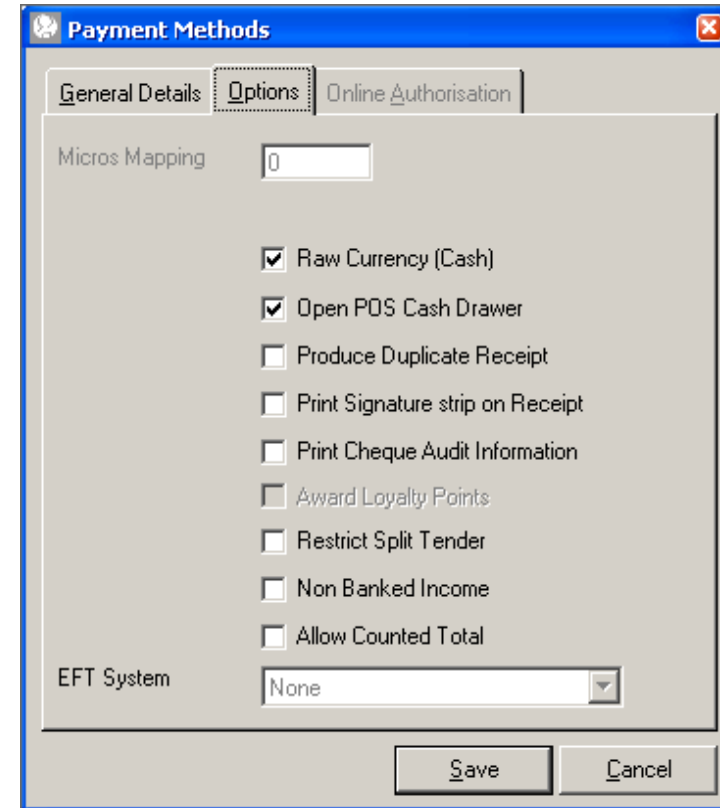 Payment Methods
General Details Options Online Authorisation
Micros Mapping 0
Raw Currency (Cash)
Open POS Cash Drawer
Produce Duplicate Receipt
Print Signature strip on Receipt
Print Cheque Audit Information
Award Loyalty Points
Restrict Split Tender
Non Banked Income
Allow Counted Total
EFT System None
Save Cancel